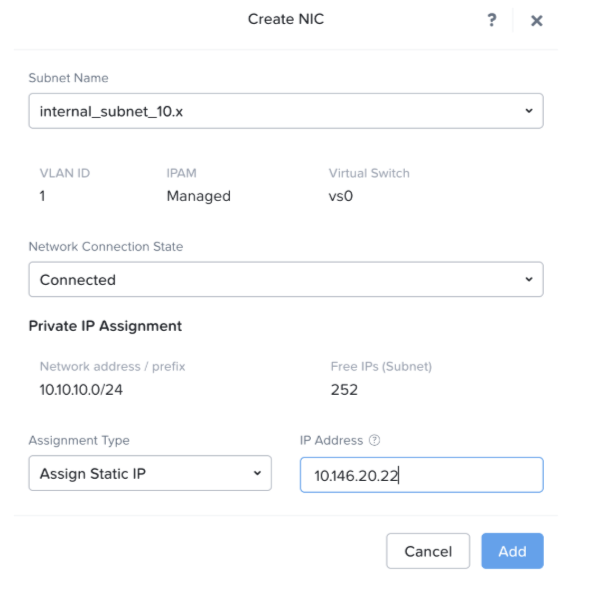 Create NIC ?
Subnet Name
internal_subnet_10.x
VLAN ID IPAM Virtual Switch
1 Managed vs0
Network Connection State
Connected
Private IP Assignment
Network address / prefix Free IPs (Subnet)
10.10.10.0/24 252
Assignment Type IP Address ?
Assign Static IP 10.146.20.22
Cancel Add